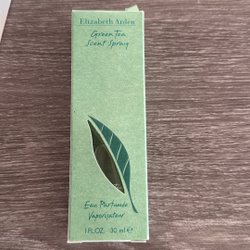 Elizabeth Arden
Green Tea
Scent Spray
Eau Parfumée
Vaporisateur
1 FL.OZ. 30 ml ℮